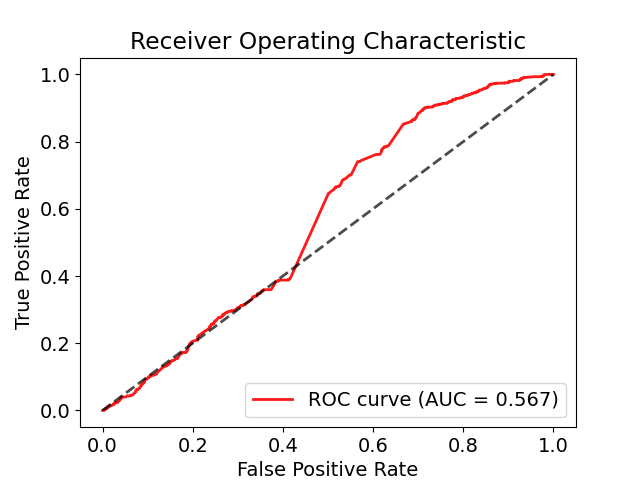 Receiver Operating Characteristic
True Positive Rate
1.0
0.8
0.6
0.4
0.2
0.0
ROC curve (AUC = 0.567)
0.0 0.2 0.4 0.6 0.8 1.0
False Positive Rate